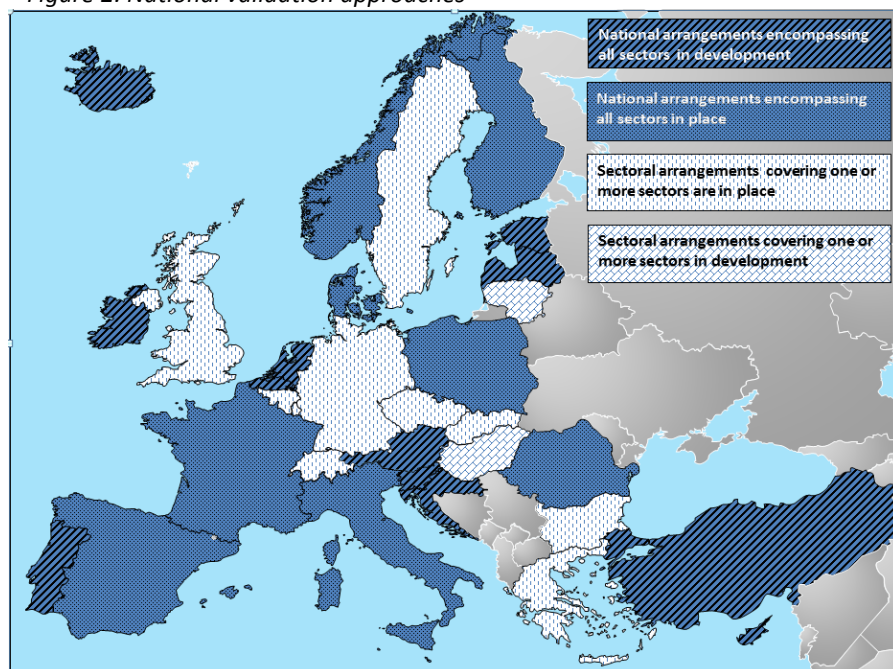 Figure 2: National validation approaches
National arrangements encompassing
all sectors in development
National arrangements encompassing
all sectors in place
Sectoral arrangements covering one or
more sectors are in place
Sectoral arrangements covering one or
more sectors in development